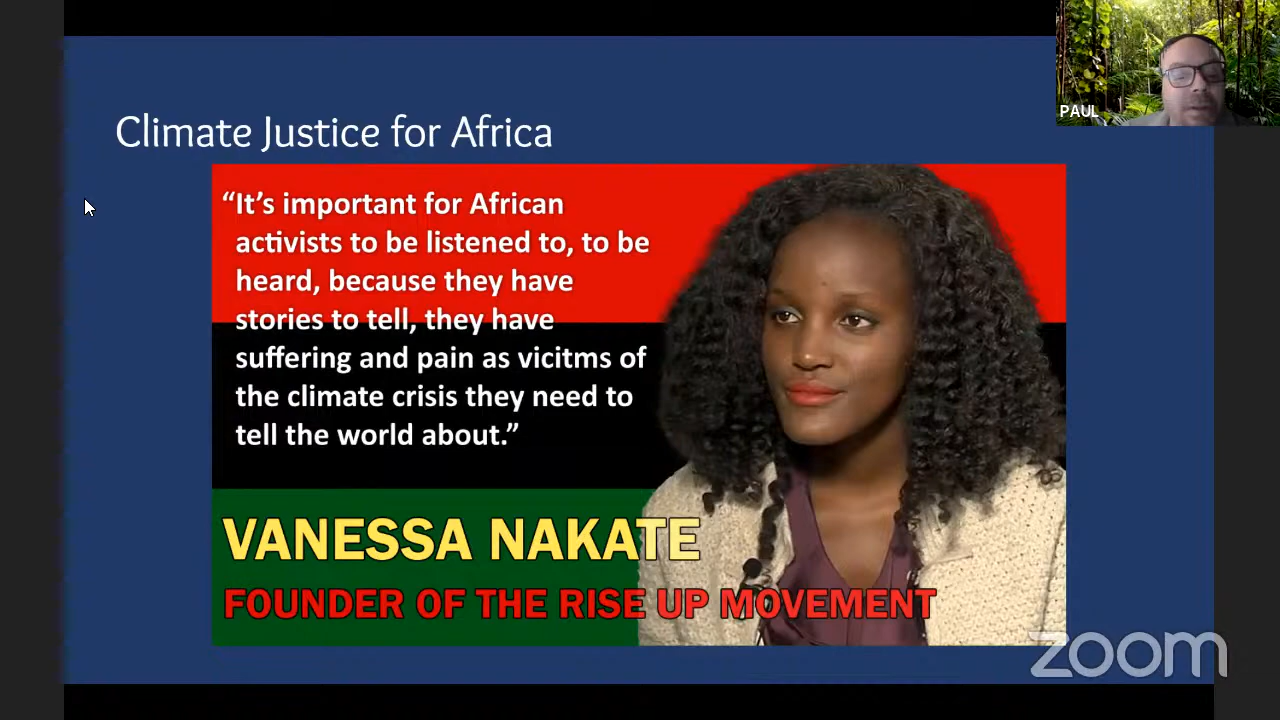 PAUL
Climate Justice for Africa
“It’s important for African
activists to be listened to, to be
heard, because they have
stories to tell, they have
suffering and pain as vicitms of
the climate crisis they need to
tell the world about.”
VANESSA NAKATE
FOUNDER OF THE RISE UP MOVEMENT
zoom